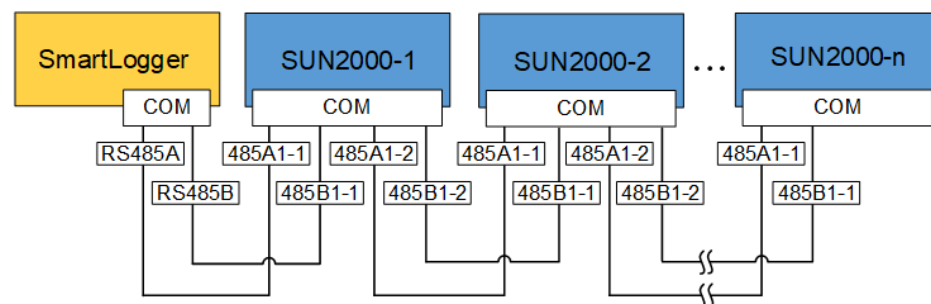 SmartLogger
SUN2000-1
SUN2000-2
...
SUN2000-n
COM
COM
COM
COM
RS485A
485A1-1
485A1-2
485A1-1
485A1-2
485A1-1
RS485B
485B1-1
485B1-2
485B1-1
485B1-2
485B1-1